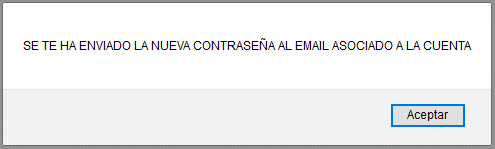 SE TE HA ENVIADO LA NUEVA CONTRASEÑA AL EMAIL ASOCIADO A LA CUENTA
Aceptar